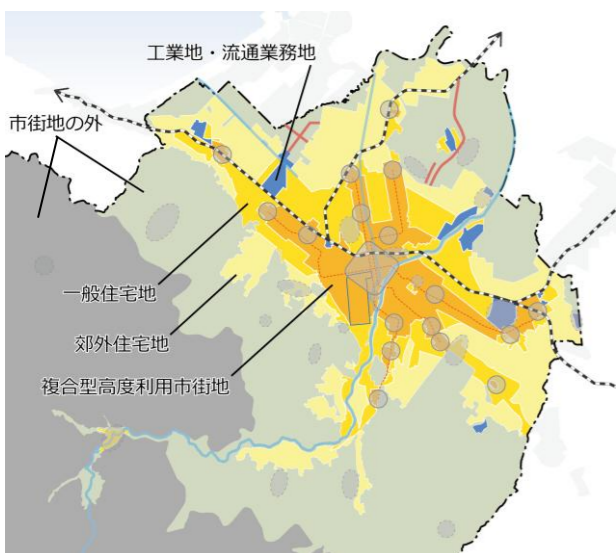 工業地・流通業務地
市街地の外
一般住宅地
郊外住宅地
複合型高度利用市街地